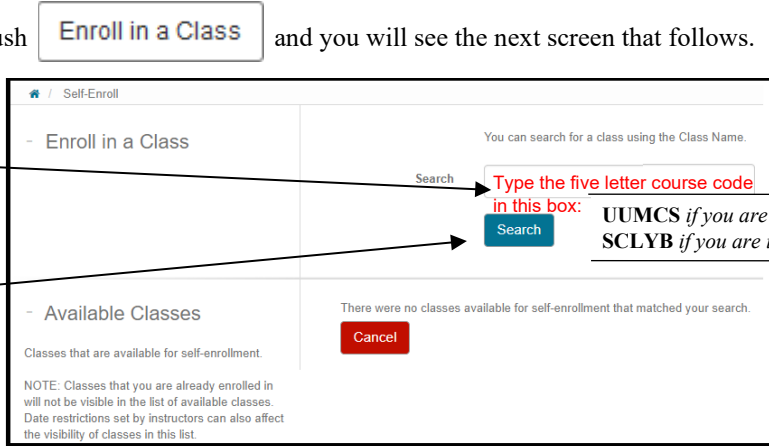 Enroll in a Class and you will see the next screen that follows.
/ Self-Enroll
- Enroll in a Class
You can search for a class using the Class Name.
Search
Type the five letter course code
in this box:
UUMCS if you are
SCLYB if you are
Search
- Available Classes
There were no classes available for self-enrollment that matched your search.
Cancel
Classes that are available for self-enrollment.
NOTE: Classes that you are already enrolled in
will not be visible in the list of available classes.
Date restrictions set by instructors can also affect
the visibility of classes in this list.